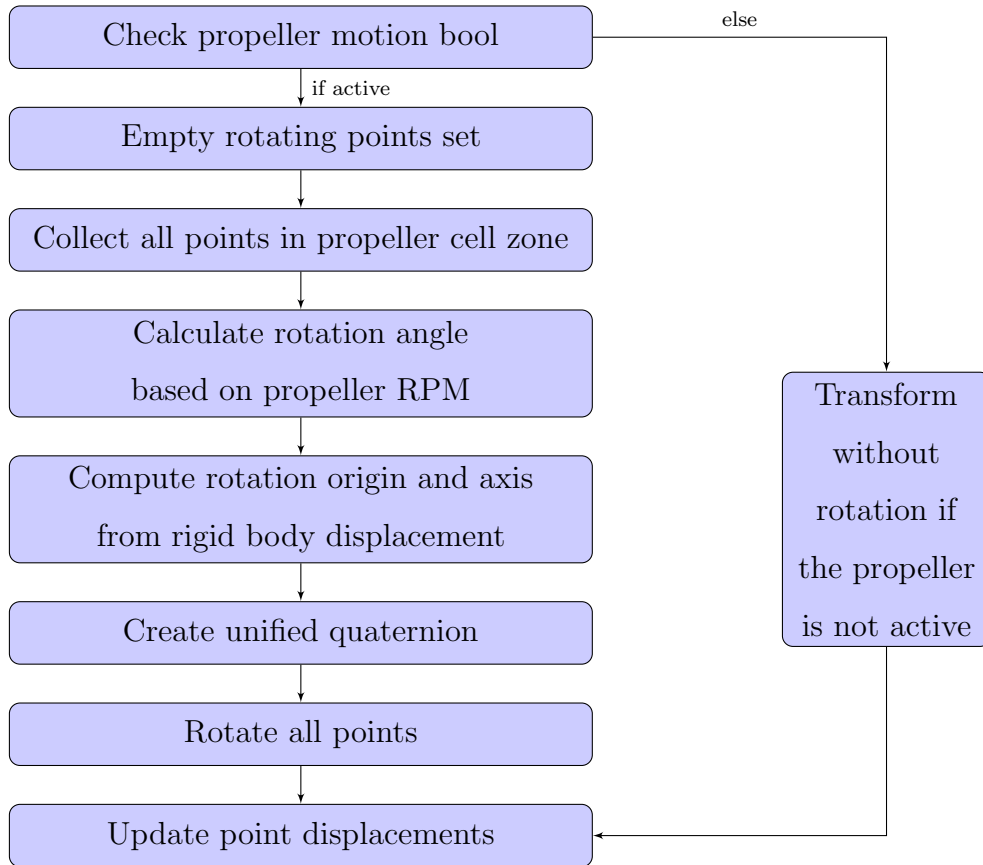 Check propeller motion bool
else
if active
Empty rotating points set
Collect all points in propeller cell zone
Calculate rotation angle
based on propeller RPM
Compute rotation origin and axis
from rigid body displacement
Create unified quaternion
Rotate all points
Update point displacements
Transform
without
rotation if
the propeller
is not active